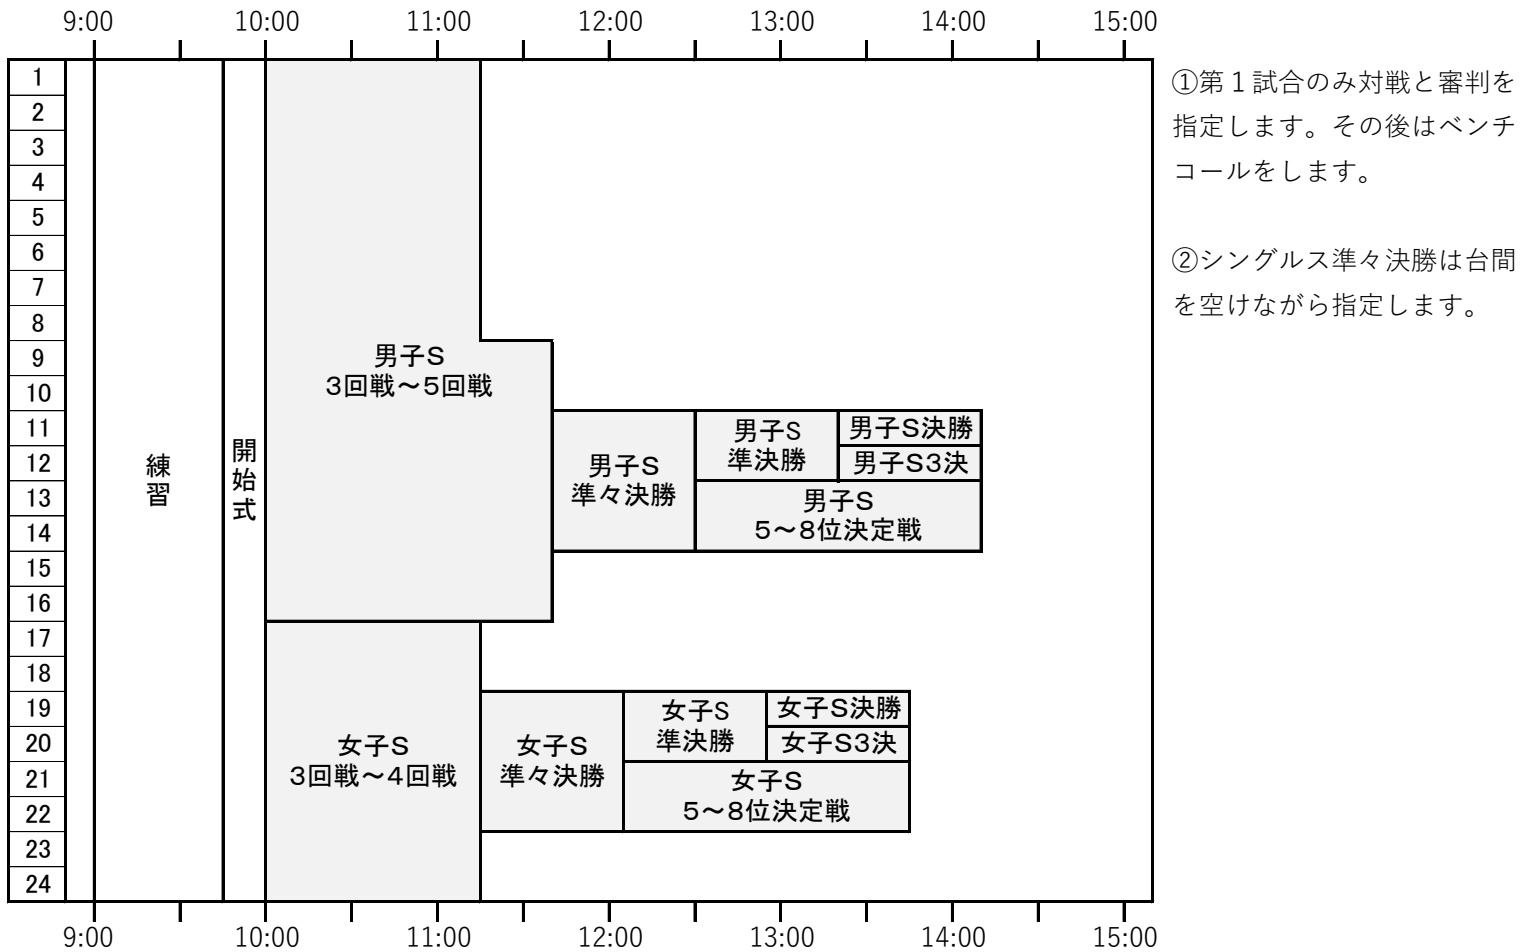 9:00 10:00 11:00 12:00 13:00 14:00 15:00
1
2
3
4
5
6
7
8
9
10
11
12
13
14
15
16
17
18
19
20
21
22
23
24
練習
開始式
男子S
3回戦～5回戦
男子S
準々決勝
男子S
準決勝
男子S決勝
男子S3決
男子S
5～8位決定戦
女子S
3回戦～4回戦
女子S
準々決勝
女子S
準決勝
女子S決勝
女子S3決
女子S
5～8位決定戦
9:00 10:00 11:00 12:00 13:00 14:00 15:00
①第１試合のみ対戦と審判を
指定します。その後はベンチ
コールをします。
②シングルス準々決勝は台間
を空けながら指定します。